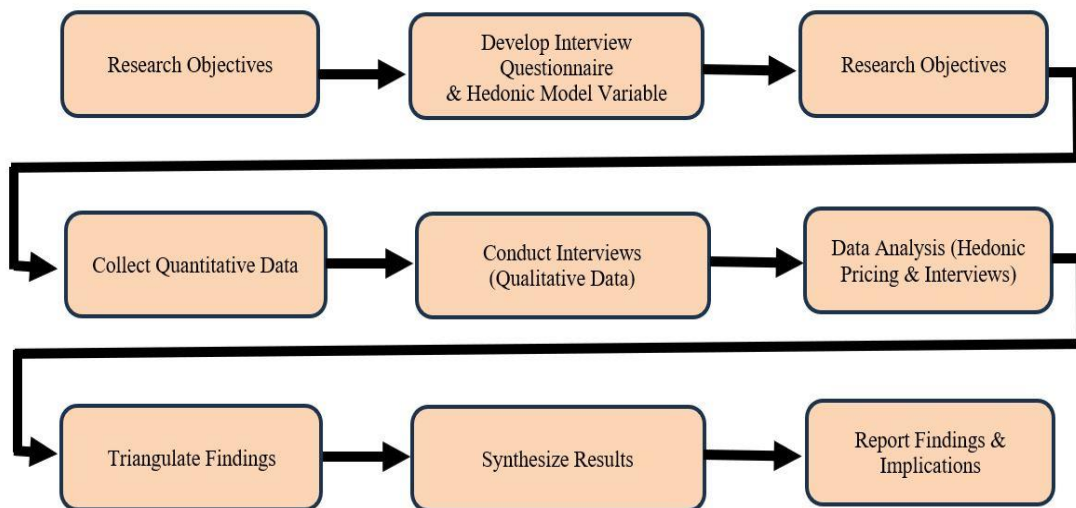 Research Objectives
Develop Interview
Questionnaire
& Hedonic Model Variable
Research Objectives
Collect Quantitative Data
Conduct Interviews
(Qualitative Data)
Data Analysis (Hedonic
Pricing & Interviews)
Triangulate Findings
Synthesize Results
Report Findings &
Implications